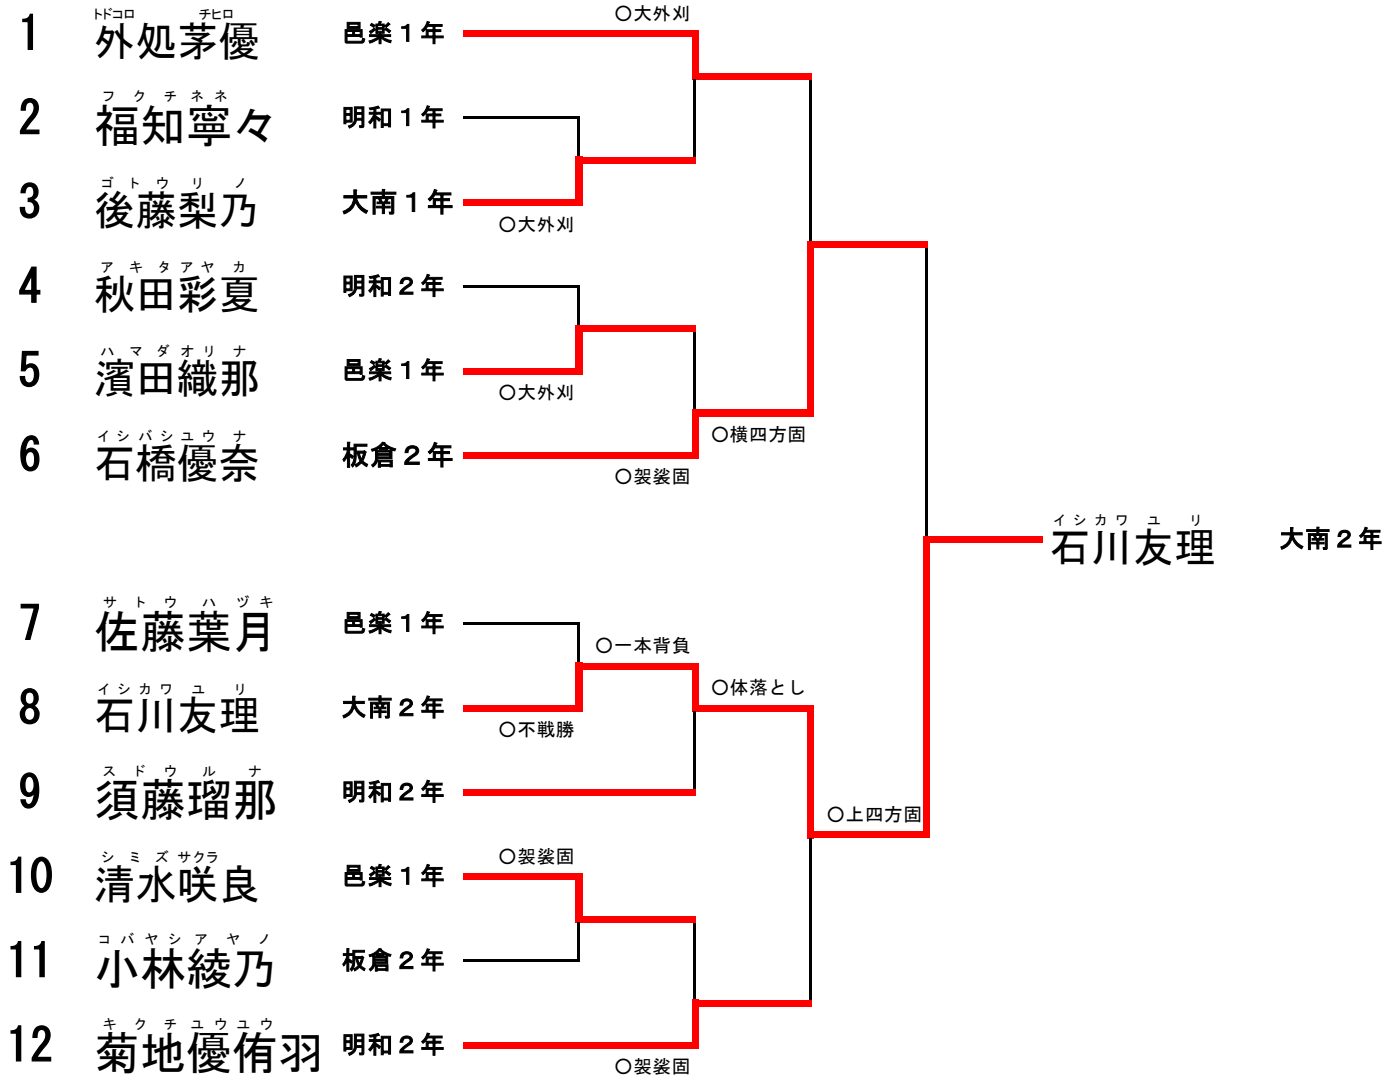 〇大外刈
トドコロ チヒロ
1 外処茅優 邑楽１年
フクチネネ
2 福知寧々 明和１年
ゴトウリノ
3 後藤梨乃 大南１年
〇大外刈
アキタアヤカ
4 秋田彩夏 明和２年
ハマダオリナ
5 濱田織那 邑楽１年
〇大外刈
イシバシユウナ
6 石橋優奈 板倉２年
〇横四方固
〇袈裟固
イシカワユリ
石川友理 大南２年
サトウハヅキ
7 佐藤葉月 邑楽１年
〇一本背負
イシカワユリ
8 石川友理 大南２年
〇体落とし
〇不戦勝
スドウルナ
9 須藤瑠那 明和２年
〇上四方固
シミズサクラ
10 清水咲良 邑楽１年
〇袈裟固
コバヤシアヤノ
11 小林綾乃 板倉２年
キクチユウユウ
12 菊地優侑羽 明和２年
〇袈裟固